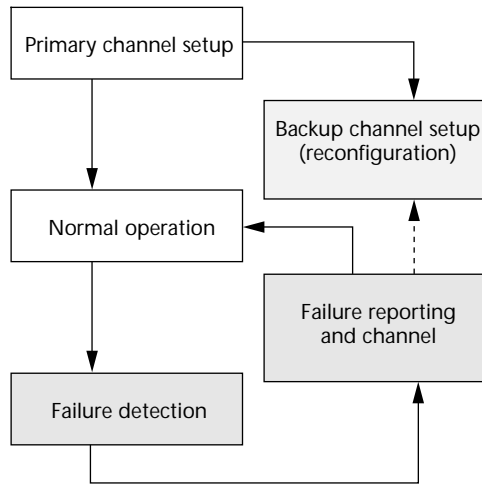 Primary channel setup
Backup channel setup
(reconfiguration)
Normal operation
Failure reporting
and channel
Failure detection